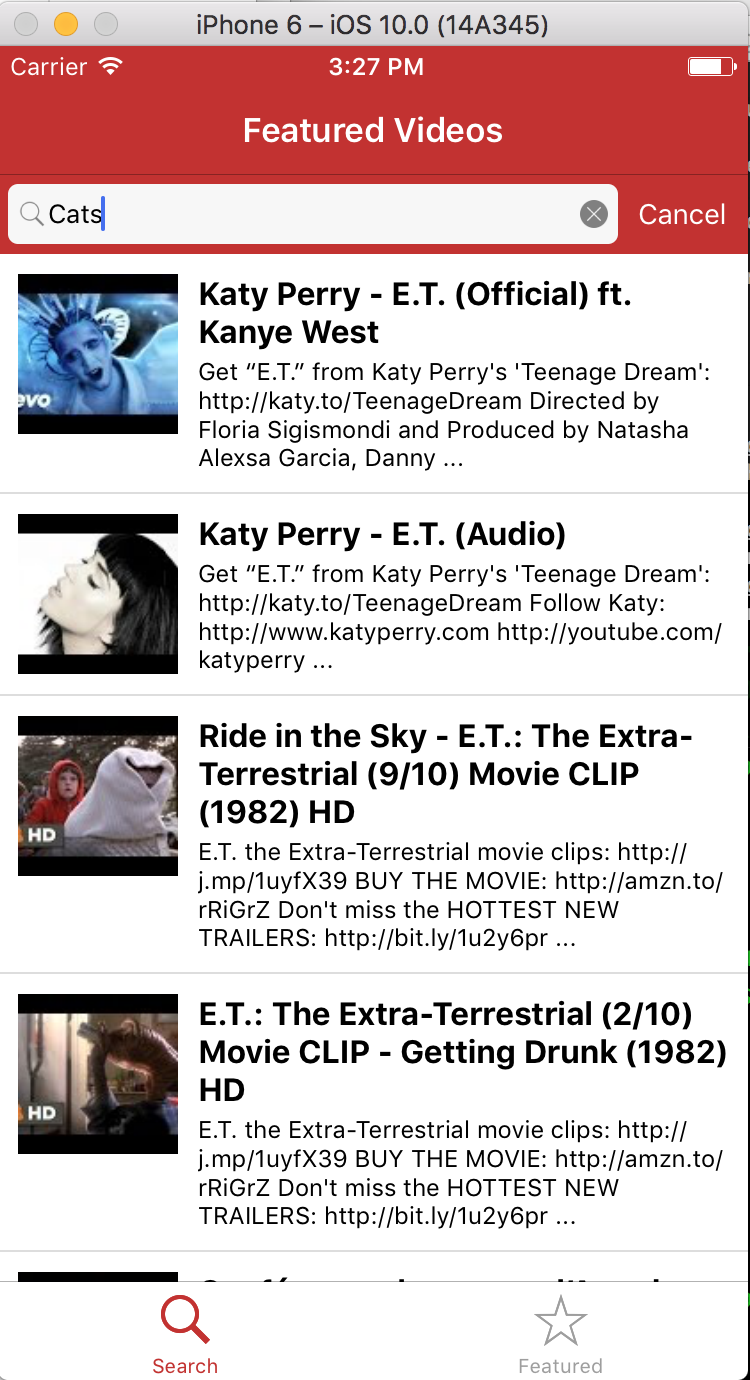 iPhone 6 – iOS 10.0 (14A345)
Carrier
3:27 PM
Featured Videos
Cats
Cancel
Katy Perry - E.T. (Official) ft.
Kanye West
Get “E.T.” from Katy Perry's 'Teenage Dream':
http://katy.to/TeenageDream Directed by
Floria Sigismondi and Produced by Natasha
Alexsa Garcia, Danny ...
evo
Katy Perry - E.T. (Audio)
Get “E.T.” from Katy Perry's 'Teenage Dream':
http://katy.to/TeenageDream Follow Katy:
http://www.katyperry.com http://youtube.com/
katyperry ...
Ride in the Sky - E.T.: The Extra-
Terrestrial (9/10) Movie CLIP
(1982) HD
HD
E.T. the Extra-Terrestrial movie clips: http://
j.mp/1uyfX39 BUY THE MOVIE: http://amzn.to/
rRiGrZ Don't miss the HOTTEST NEW
TRAILERS: http://bit.ly/1u2y6pr ...
E.T.: The Extra-Terrestrial (2/10)
Movie CLIP - Getting Drunk (1982)
HD
HD
E.T. the Extra-Terrestrial movie clips: http://
j.mp/1uyfX39 BUY THE MOVIE: http://amzn.to/
rRiGrZ Don't miss the HOTTEST NEW
TRAILERS: http://bit.ly/1u2y6pr ...
Search
Featured